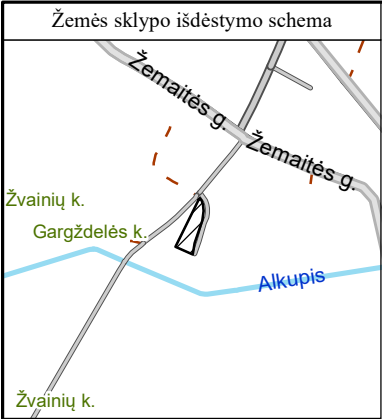 Žemės sklypo išdėstymo schema
Žemaitės g.
Žemaitės g.
Žvainių k.
Gargždelės k.
Alkupis
Žvainių k.